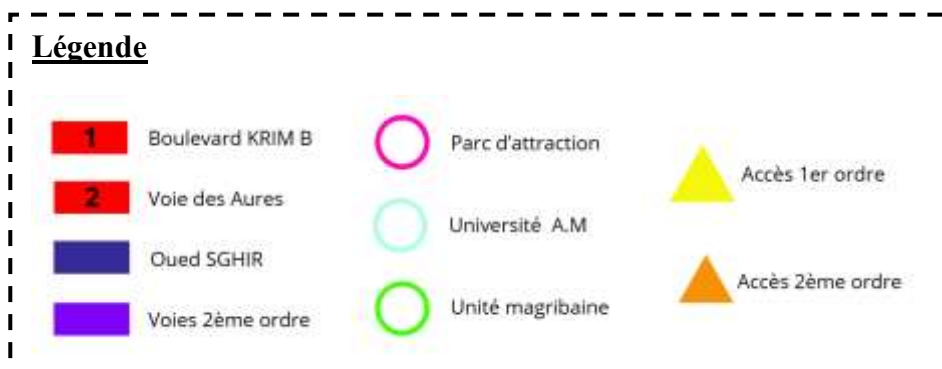 Légende
1 Boulevard KRIM B
2 Voie des Aures
Oued SGHIR
Voies 2ème ordre
Parc d'attraction
Université A.M
Unité magribaine
Accès 1er ordre
Accès 2ème ordre